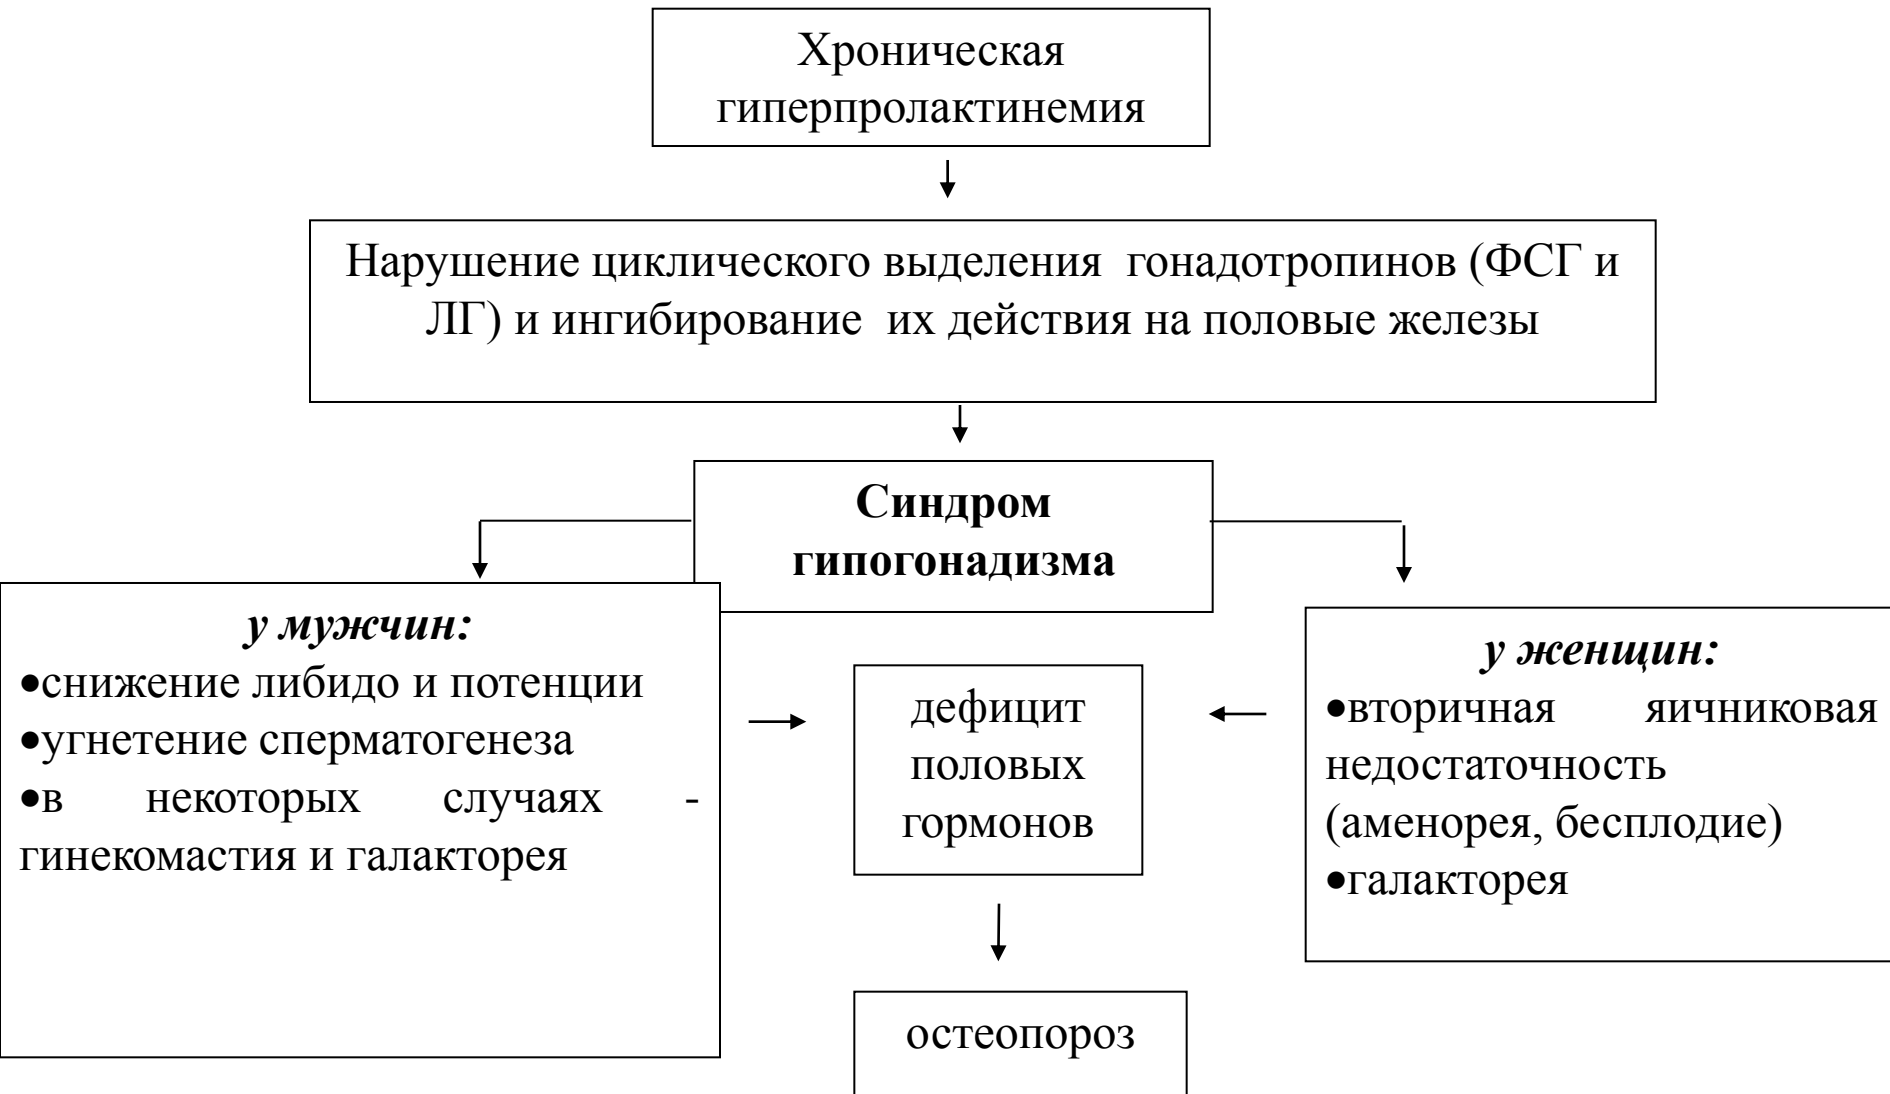 Хроническая
гиперпролактинемия
Нарушение циклического выделения гонадотропинов (ФСГ и
ЛГ) и ингибирование их действия на половые железы
Синдром
гипогонадизма
у мужчин:
•снижение либидо и потенции
•угнетение сперматогенеза
•в некоторых случаях -
гинекомастия и галакторея
дефицит
половых
гормонов
у женщин:
•вторичная яичниковая
недостаточность
(аменорея, бесплодие)
•галакторея
остеопороз